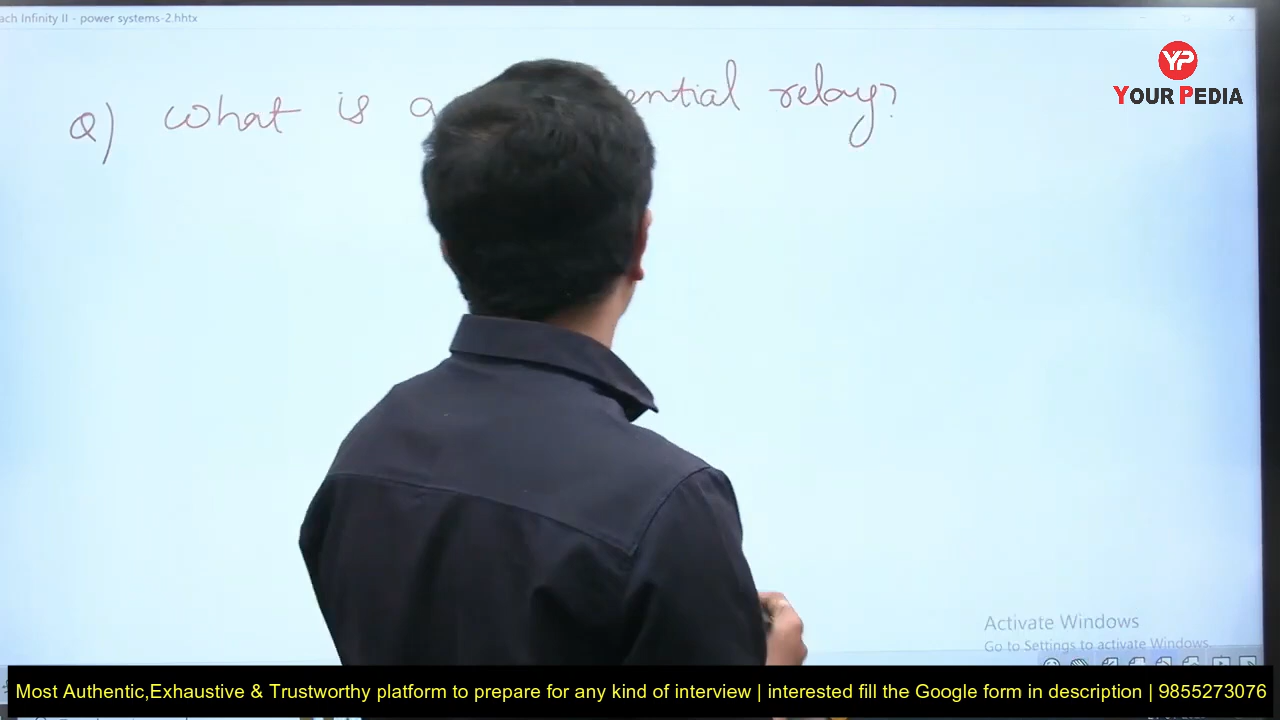 ach Infinity II - power systems-2.hhtx
YP
YOUR PEDIA
Q) What is a ential relay?
Activate Windows
Go to Settings to activate Windows.
Most Authentic,Exhaustive & Trustworthy platform to prepare for any kind of interview | interested fill the Google form in description | 9855273076